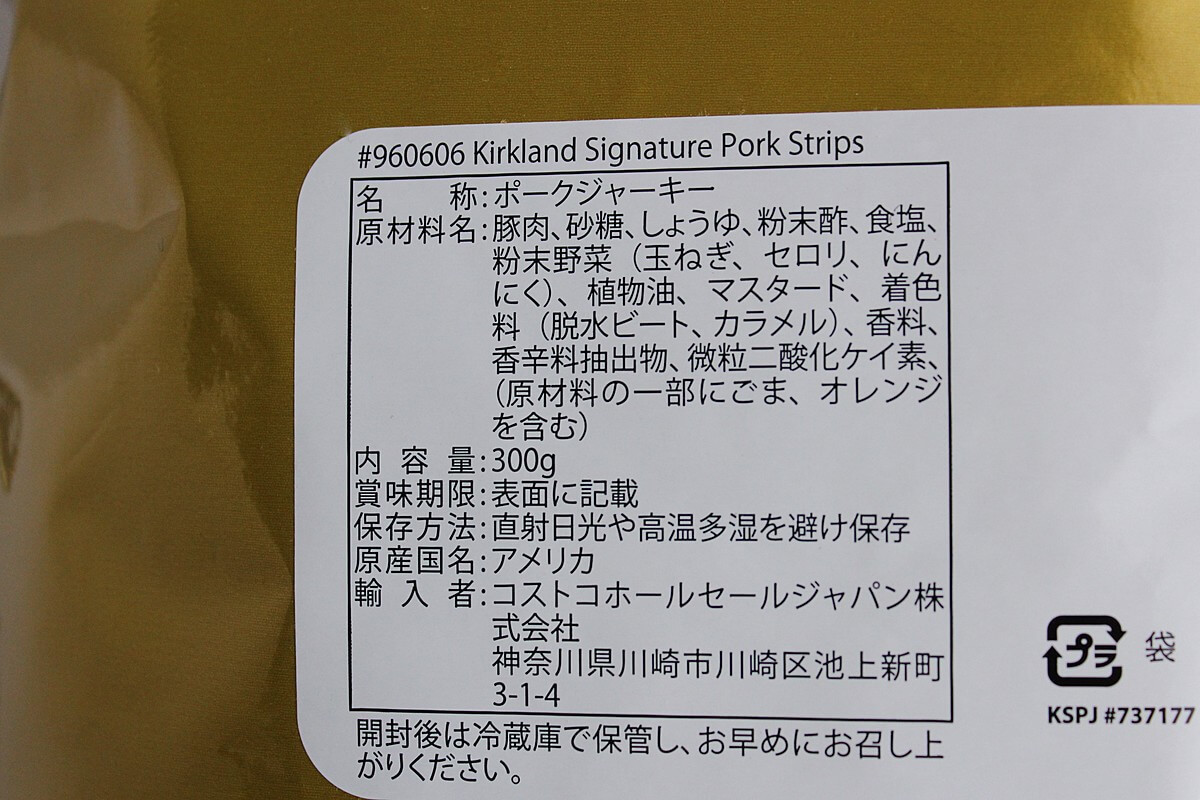 #960606 Kirkland Signature Pork Strips
名称:ポークジャーキー
原材料名:豚肉、砂糖、しょうゆ、粉末酢、食塩、
粉末野菜（玉ねぎ、セロリ、にん
にく）、植物油、マスタード、着色
料（脱水ビート、カラメル）、香料、
香辛料抽出物、微粒二酸化ケイ素、
（原材料の一部にごま、オレンジ
を含む）
内容量:300g
賞味期限:表面に記載
保存方法:直射日光や高温多湿を避け保存
原産国名:アメリカ
輸入者:コストコホールセールジャパン株
式会社
神奈川県川崎市川崎区池上新町
3-1-4
開封後は冷蔵庫で保管し、お早めにお召し上
がりください。
プラ 袋
KSPJ #737177